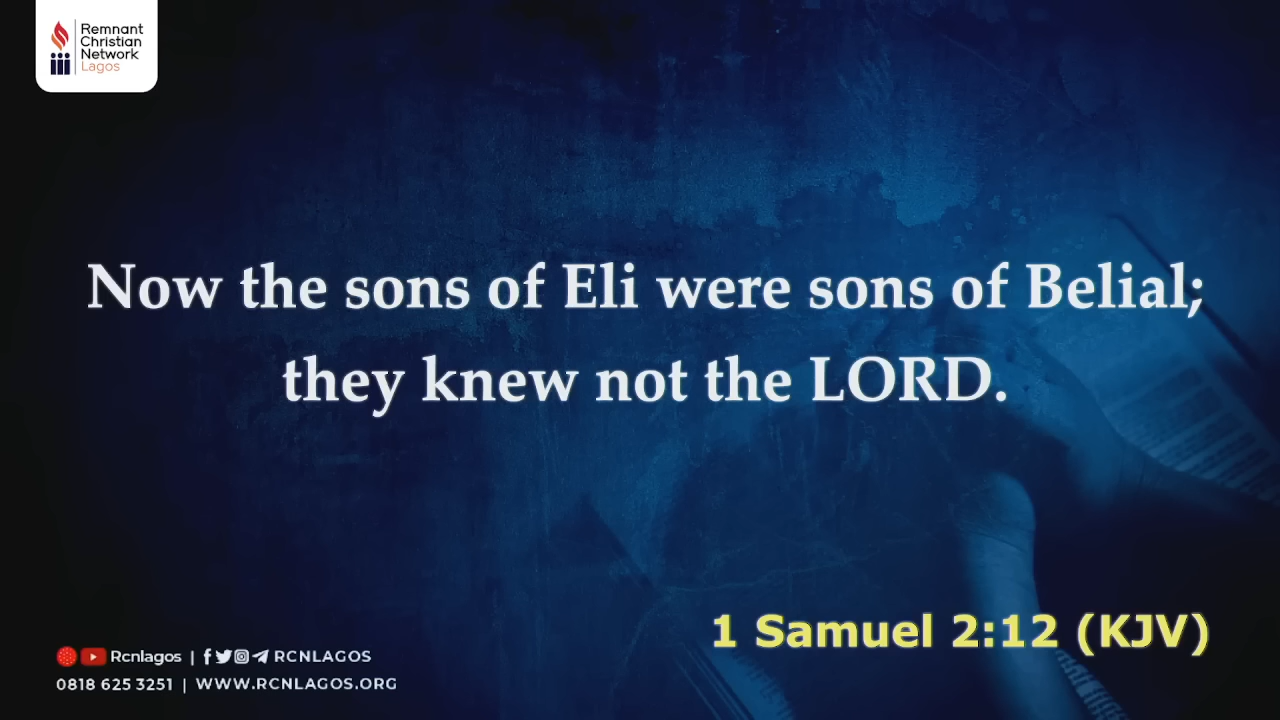 Remnant
Christian
Network
Lagos
Now the sons of Eli were sons of Belial;
they knew not the LORD.
1 Samuel 2:12 (KJV)
Rcnlagos | RCNLAGOS
0818 625 3251 | WWW.RCNLAGOS.ORG